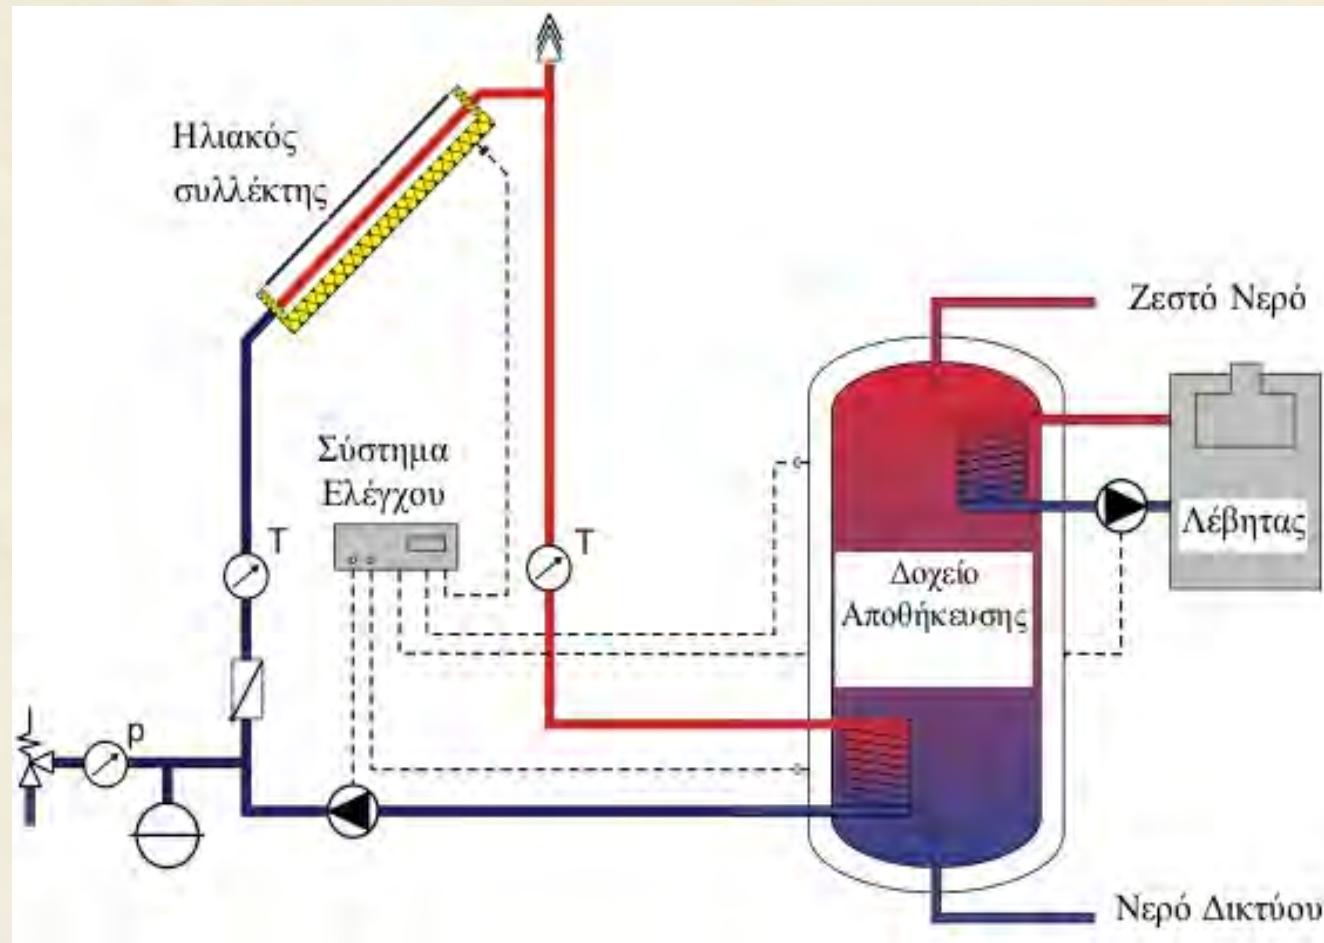 Ηλιακός
συλλέκτης
Ζεστό Νερό
Σύστημα
Ελέγχου
Λέβητας
T
T
Δοχείο
Αποθήκευσης
p
Νερό Δικτύου